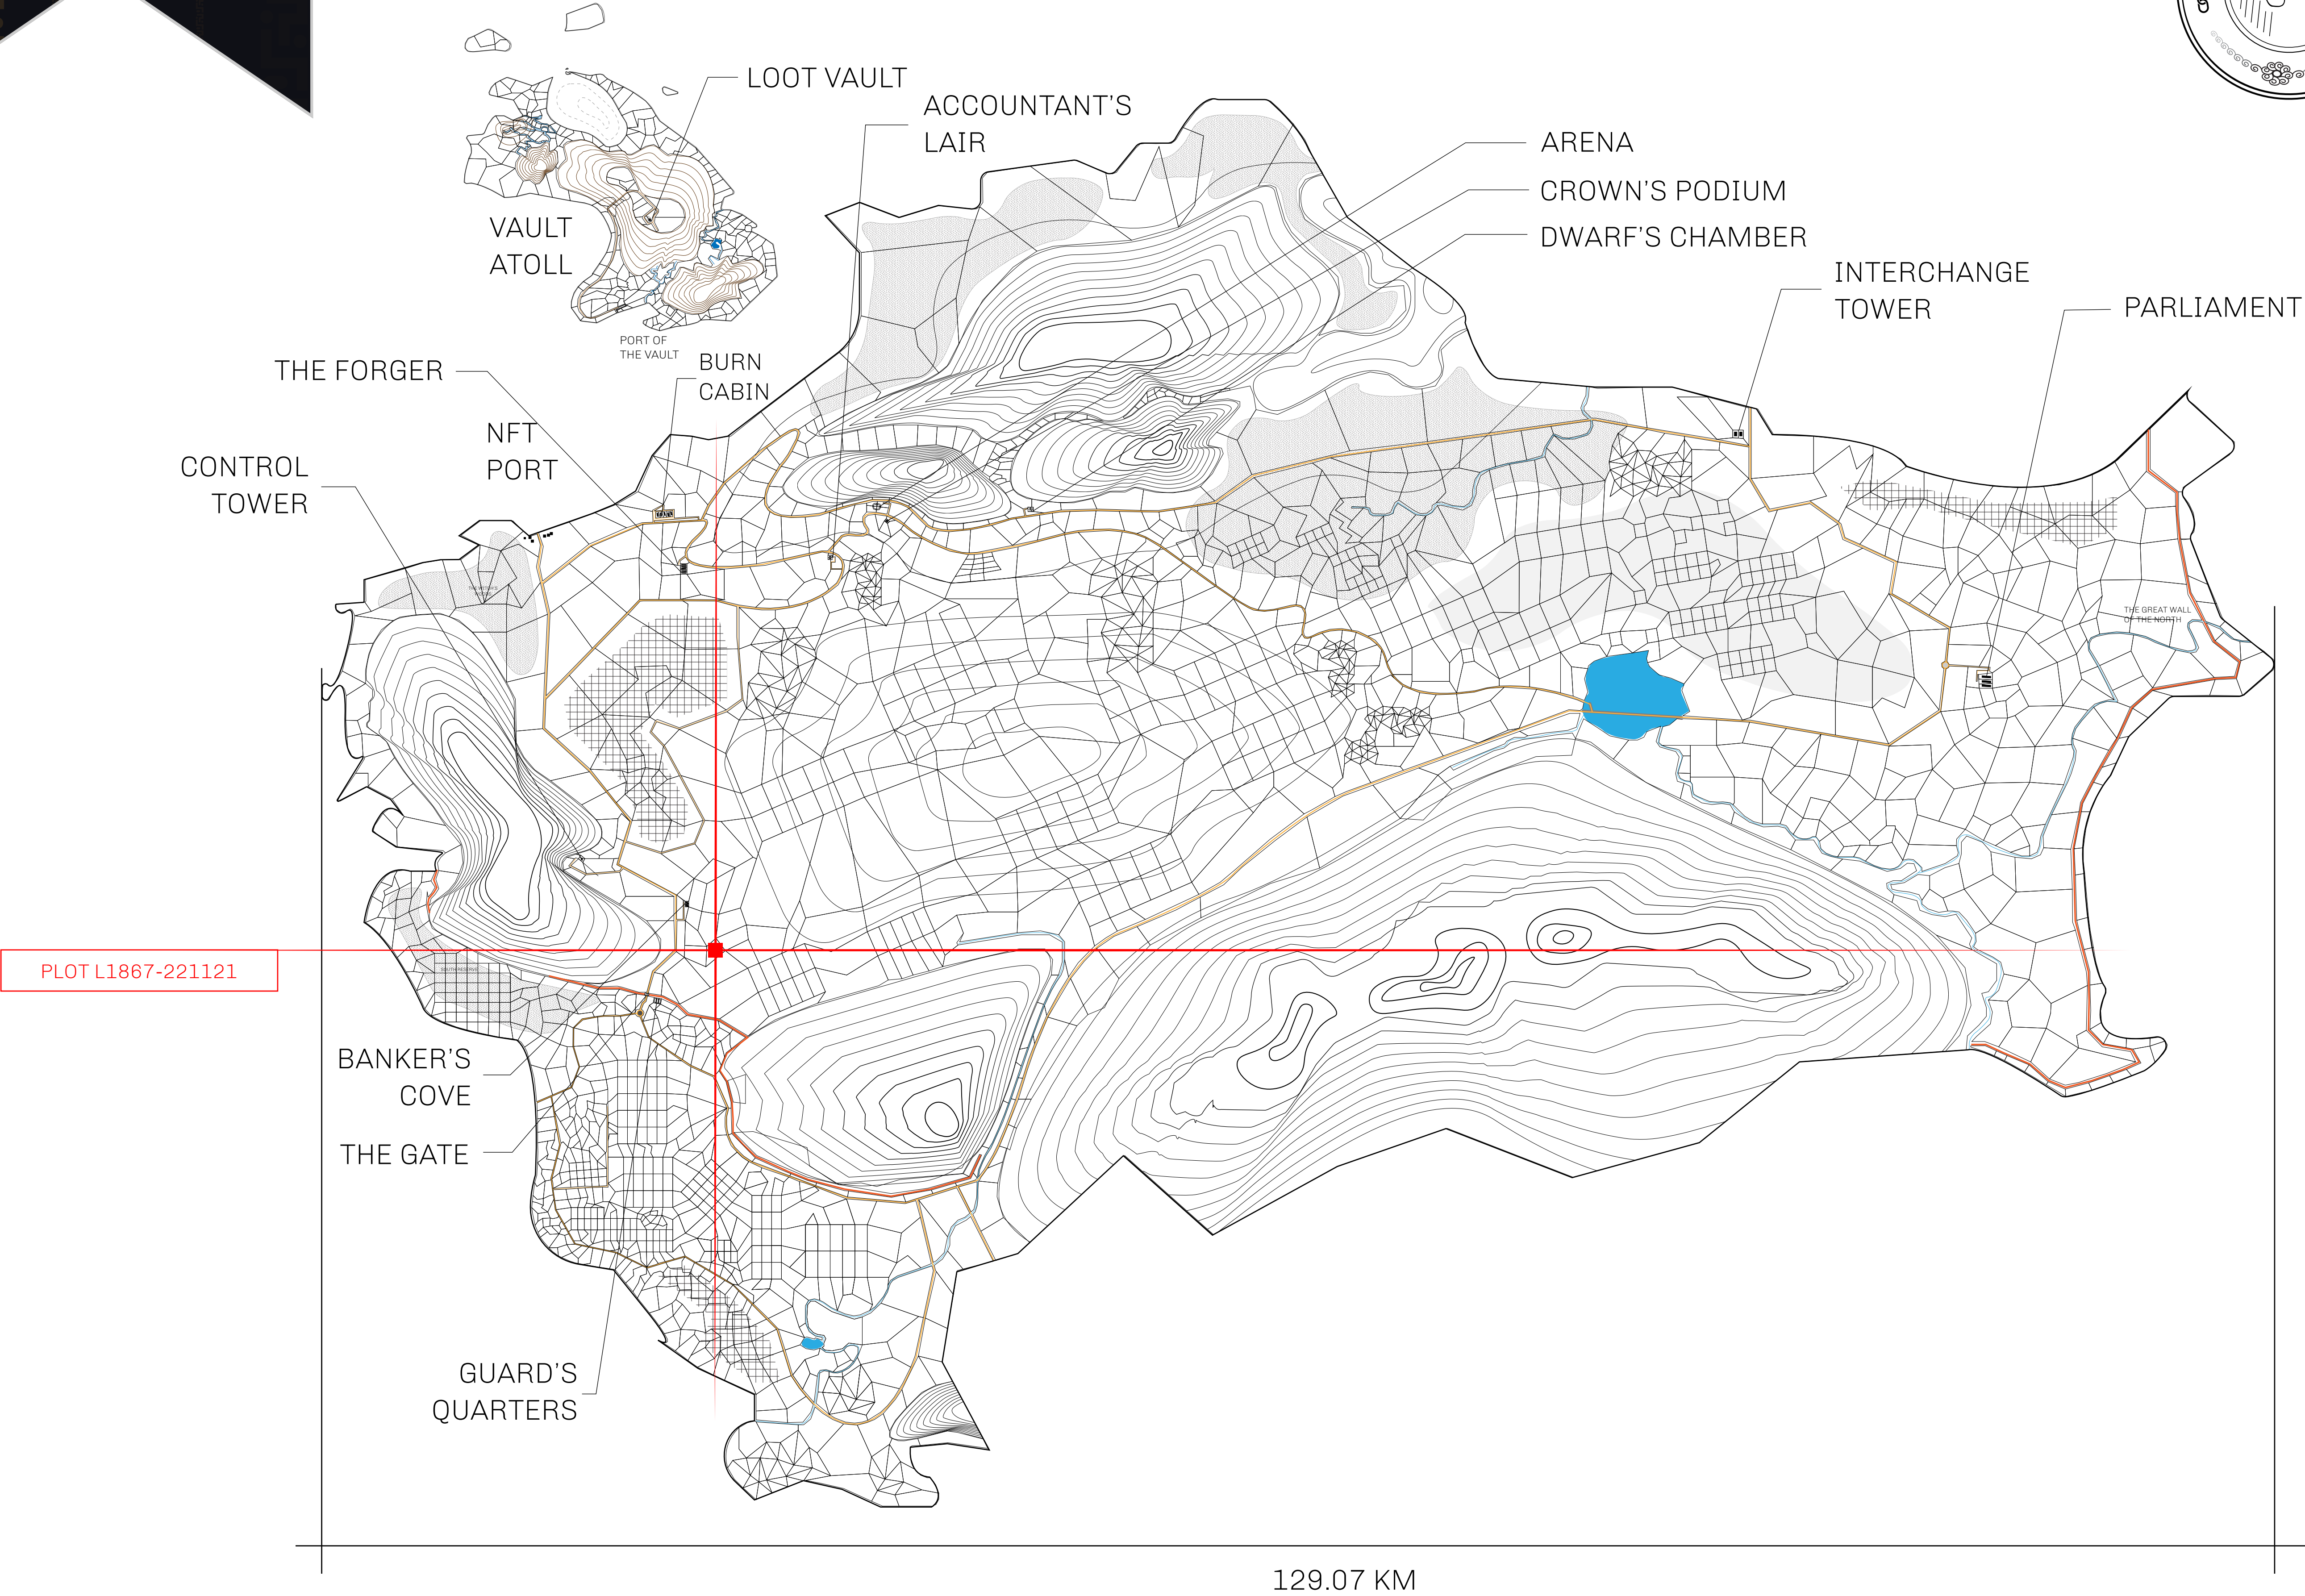 LOOT VAULT
ACCOUNTANT'S
LAIR
ARENA
CROWN'S PODIUM
DWARF'S CHAMBER
VAULT
ATOLL
INTERCHANGE
TOWER
PARLIAMENT
PORT OF
THE VAULT
BURN
CABIN
THE FORGER
NFT
PORT
CONTROL
TOWER
THE GREAT WALL
OF THE NORTH
PLOT L1867-221121
SOUTH RESERVE
BANKER'S
COVE
THE GATE
GUARD'S
QUARTERS
129.07 KM